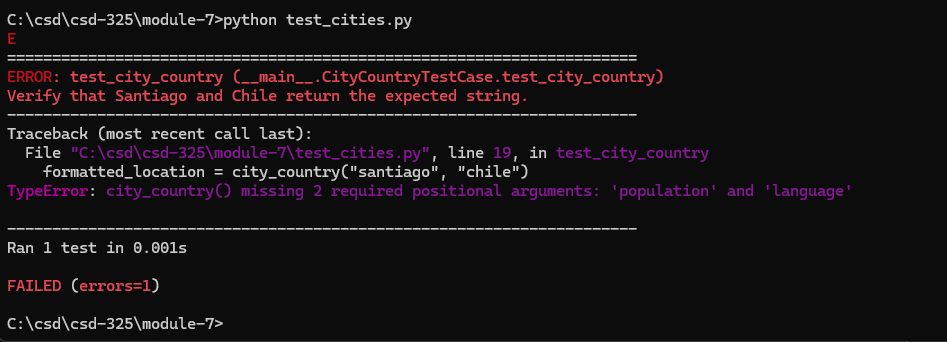 C:\csd\csd-325\module-7>python test_cities.py
E
======================================================================
ERROR: test_city_country (__main__.CityCountryTestCase.test_city_country)
Verify that Santiago and Chile return the expected string.
----------------------------------------------------------------------
Traceback (most recent call last):
  File "C:\csd\csd-325\module-7\test_cities.py", line 19, in test_city_country
    formatted_location = city_country("santiago", "chile")
TypeError: city_country() missing 2 required positional arguments: 'population' and 'language'

----------------------------------------------------------------------
Ran 1 test in 0.001s

FAILED (errors=1)

C:\csd\csd-325\module-7>